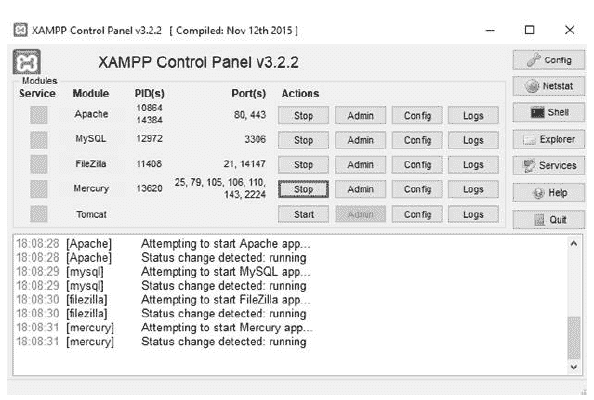 XAMPP Control Panel v3.2.2 [ Compiled: Nov 12th 2015 ]
XAMPP Control Panel v3.2.2
Modules
Service Module PID(s) Port(s) Actions
Apache 10864 14384 80, 443 Stop Admin Config Logs
MySQL 12972 3306 Stop Admin Config Logs
FileZilla 11408 21, 14147 Stop Admin Config Logs
Mercury 13620 25, 79, 105, 106, 110, 143, 2224 Stop Admin Config Logs
Tomcat Start Admin Config Logs
Config
Netstat
Shell
Explorer
Services
Help
Quit
18:08:28 [Apache] Attempting to start Apache app...
18:08:28 [Apache] Status change detected: running
18:08:29 [mysql] Attempting to start MySQL app...
18:08:29 [mysql] Status change detected: running
18:08:30 [filezilla] Attempting to start FileZilla app...
18:08:30 [filezilla] Status change detected: running
18:08:31 [mercury] Attempting to start Mercury app...
18:08:31 [mercury] Status change detected: running